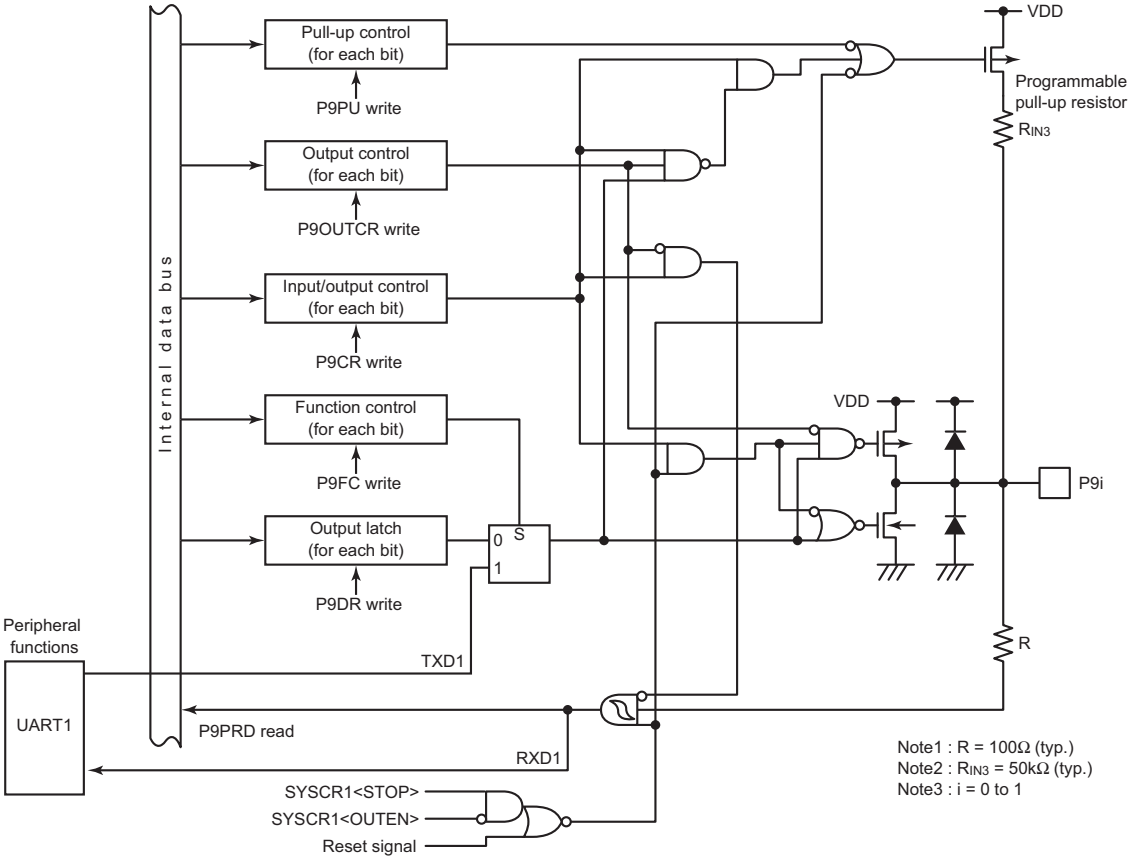 VDD
Pull-up control
(for each bit)
P9PU write
Programmable
pull-up resistor
RIN3
Output control
(for each bit)
P9OUTCR write
Internal data bus
Input/output control
(for each bit)
P9CR write
Function control
(for each bit)
P9FC write
VDD
P9i
Output latch
(for each bit)
P9DR write
0
S
1
Peripheral
functions
TXD1
R
UART1
P9PRD read
RXD1
Note1 : R = 100Ω (typ.)
Note2 : RIN3 = 50kΩ (typ.)
Note3 : i = 0 to 1
SYSCR1<STOP>
SYSCR1<OUTEN>
Reset signal